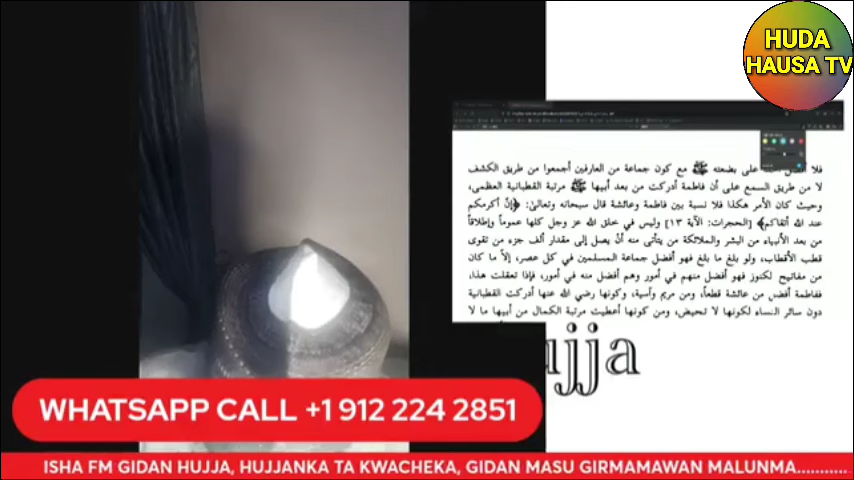 HUDA
HAUSA TV
على بضعته ﷺ مع كون جماعة من العارفين أجمعوا من طريق الكشف
لا من طريق السمع على أن فاطمة أدركت من بعد أبيها ﷺ مرتبة القطبانية العظمى،
وحيث كان الأمر هكذا فلا نسبة بين فاطمة وعائشة قال سبحانه وتعالى: ﴿إنّ أكرمكم
عند الله أتقاكم﴾ [الحجرات: الآية ١٣] وليس في خلق الله عز وجل كلها عموماً وإطلاقاً
من بعد الأنبياء من البشر والملائكة من يتأتى منه أنْ يصل إلى مقدار ألف جزء من تقوى
قطب الأقطاب، ولو بلغ ما بلغ فهو أفضل جماعة المسلمين في كل عصر، إلاّ ما كان
من مفاتيح لكنوز فهو أفضل منهم في أمور وهم أفضل منه في أمور، فإذا تعقلت هذا،
ففاطمة أفضل من عائشة قطعاً، ومن مريم وآسية، وكونها رضي الله عنها أدركت القطبانية
دون سائر النساء لكونها لا تحيض، ومن كونها أعطيت مرتبة الكمال من أبيها ما لا
ujja
WHATSAPP CALL +1 912 224 2851
ISHA FM GIDAN HUJJA, HUJJANKA TA KWACHEKA, GIDAN MASU GIRMAMAWAN MALUNMA...........